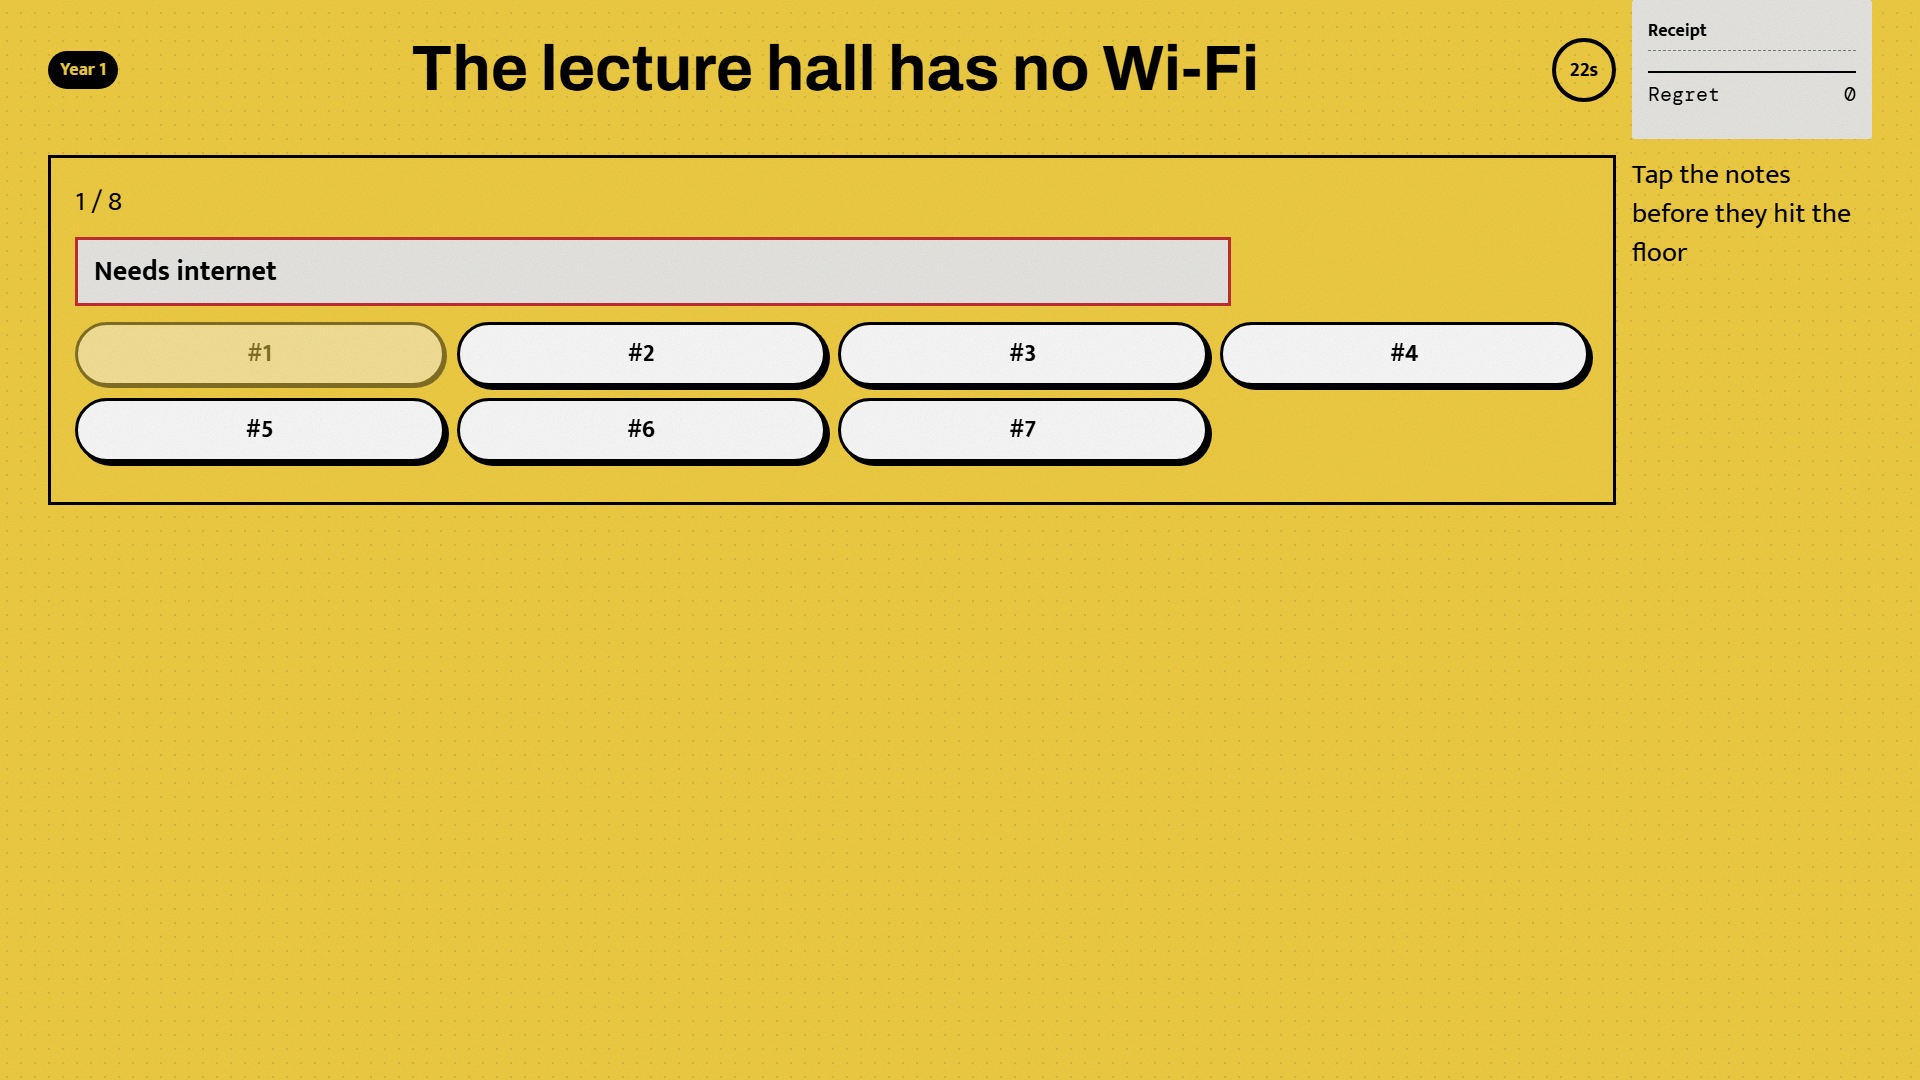 Year 1
The lecture hall has no Wi-Fi
22s
Receipt
Regret 0
1 / 8
Needs internet
#1
#2
#3
#4
#5
#6
#7
Tap the notes
before they hit the
floor